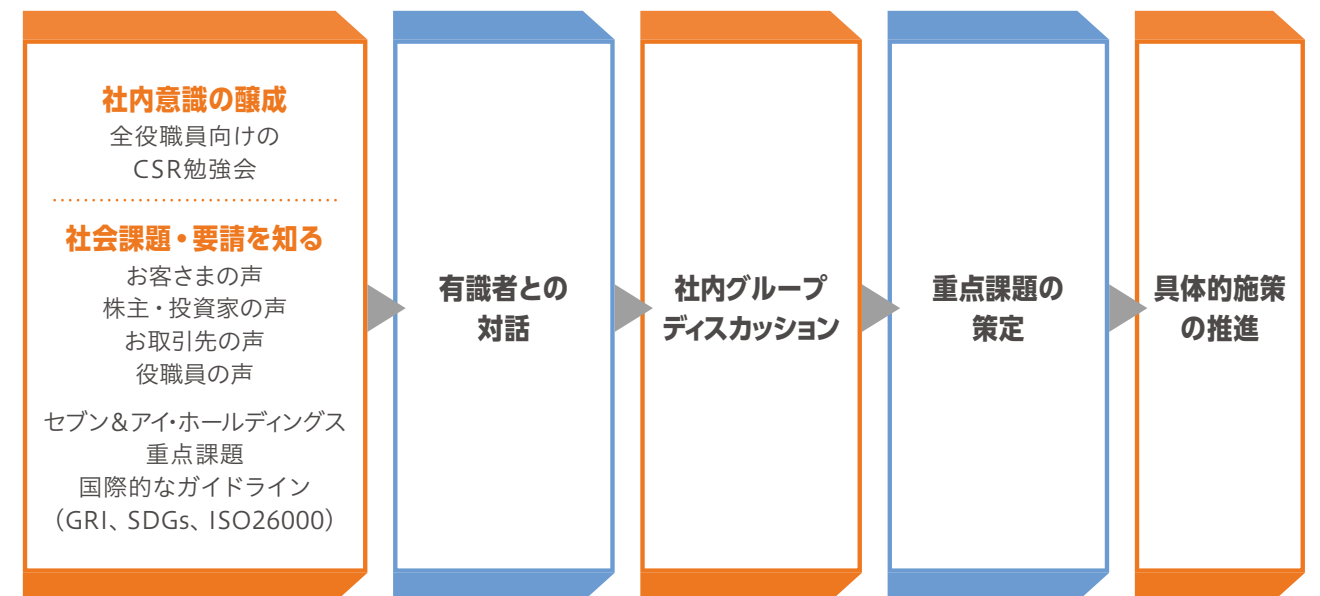 社内意識の醸成
全役職員向けの
CSR勉強会
社会課題・要請を知る
お客さまの声
株主・投資家の声
お取引先の声
役職員の声
セブン&アイ・ホールディングス
重点課題
国際的なガイドライン
（GRI、SDGs、ISO26000）
有識者との
対話
社内グループ
ディスカッション
重点課題の
策定
具体的施策
の推進